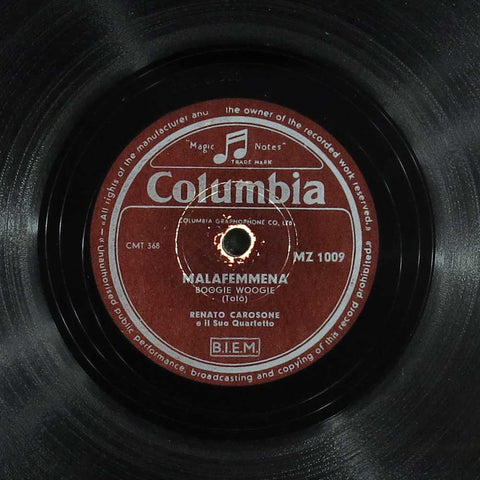 «All rights of the manufacturer and the owner of the recorded work reserved.»
"Magic Notes"
TRADE MARK
Columbia
COLUMBIA GRAPHOPHONE CO. LTD.
CMT 368
MZ 1009
MALAFEMMENA
BOOGIE WOOGIE
(Totò)
RENATO CAROSONE
e il Suo Quartetto
B.I.E.M.
«Unauthorised public performance, broadcasting and copying of this record prohibited.»